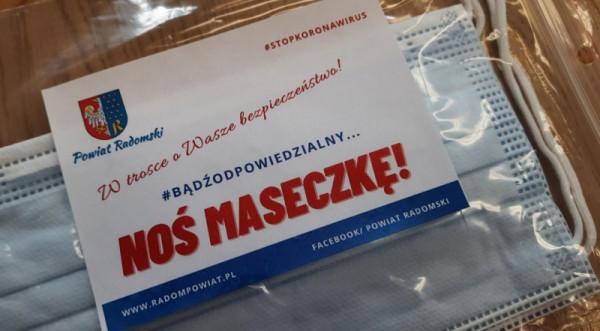 #STOPKORONAWIRUS
Powiat Radomski
W trosce o Wasze bezpieczeństwo!
#BĄDŹODPOWIEDZIALNY...
NOŚ MASECZKĘ!
WWW.RADOMPOWIAT.PL
FACEBOOK/ POWIAT RADOMSKI